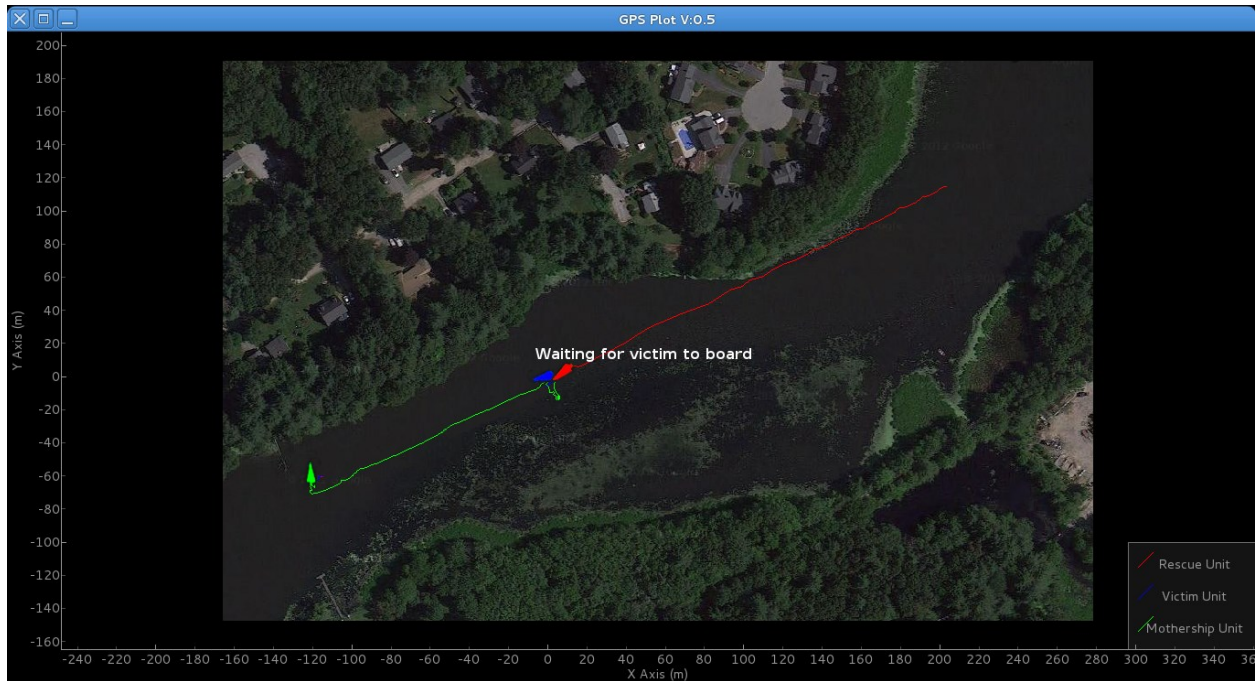 GPS Plot V:0.5
200
180
160
140
120
100
80
60
40
20
0
-20
-40
-60
-80
-100
-120
-140
-160
Y Axis (m)
Waiting for victim to board
Rescue Unit
Victim Unit
Mothership Unit
-240 -220 -200 -180 -160 -140 -120 -100 -80 -60 -40 -20 0 20 40 60 80 100 120 140 160 180 200 220 240 260 280 300 320 340
X Axis (m)